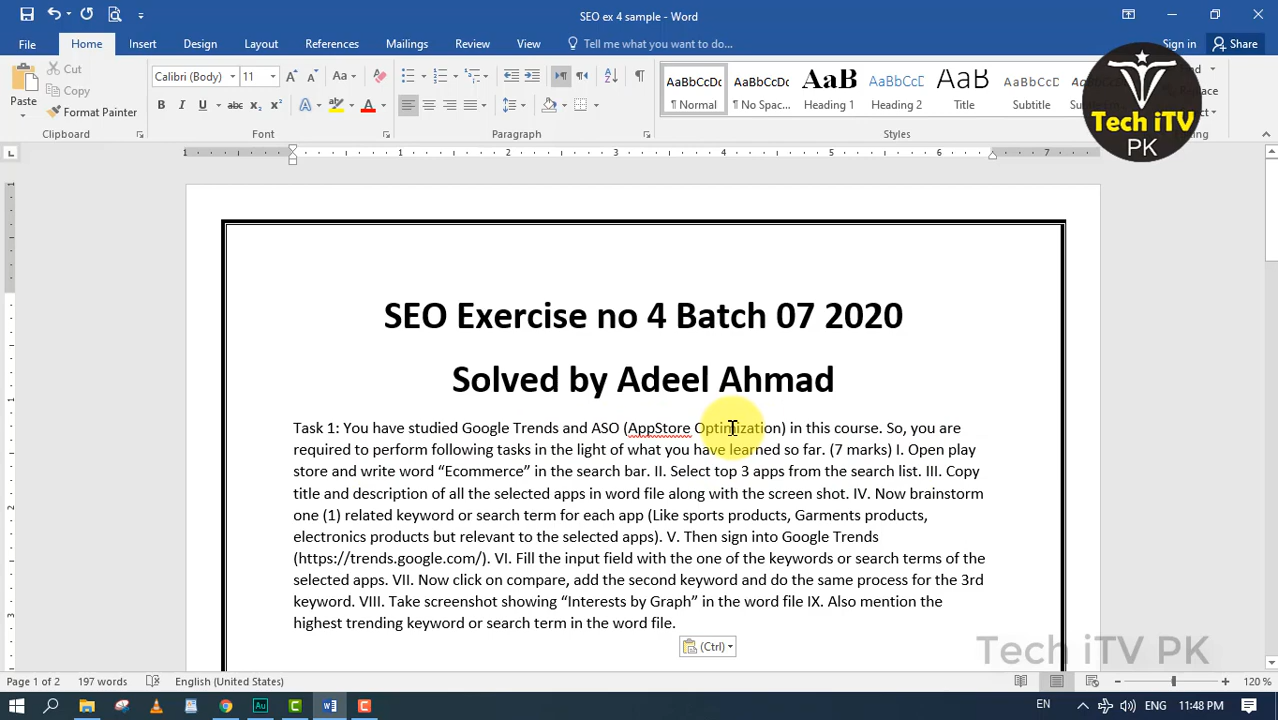 SEO ex 4 sample - Word
File Home Insert Design Layout References Mailings Review View Tell me what you want to do... Sign in Share
Paste Cut Copy Format Painter
Calibri (Body) 11
AaBbCcDc AaBbCcDc AaB AaBbCcD AaB AaBbCcD
¶ Normal ¶ No Spac... Heading Heading 2 Title Subtitle
Clipboard Font Paragraph Styles
Tech iTV
PK
1 1 2 3 4 5 6 7
SEO Exercise no 4 Batch 07 2020
Solved by Adeel Ahmad
Task 1: You have studied Google Trends and ASO (AppStore Optimization) in this course. So, you are
required to perform following tasks in the light of what you have learned so far. (7 marks) I. Open play
store and write word “Ecommerce” in the search bar. II. Select top 3 apps from the search list. III. Copy
title and description of all the selected apps in word file along with the screen shot. IV. Now brainstorm
one (1) related keyword or search term for each app (Like sports products, Garments products,
electronics products but relevant to the selected apps). V. Then sign into Google Trends
(https://trends.google.com/). VI. Fill the input field with the one of the keywords or search terms of the
selected apps. VII. Now click on compare, add the second keyword and do the same process for the 3rd
keyword. VIII. Take screenshot showing “Interests by Graph” in the word file IX. Also mention the
highest trending keyword or search term in the word file.
(Ctrl)
Tech iTV PK
Page 1 of 2 197 words English (United States) 120 %
EN ENG 11:48 PM